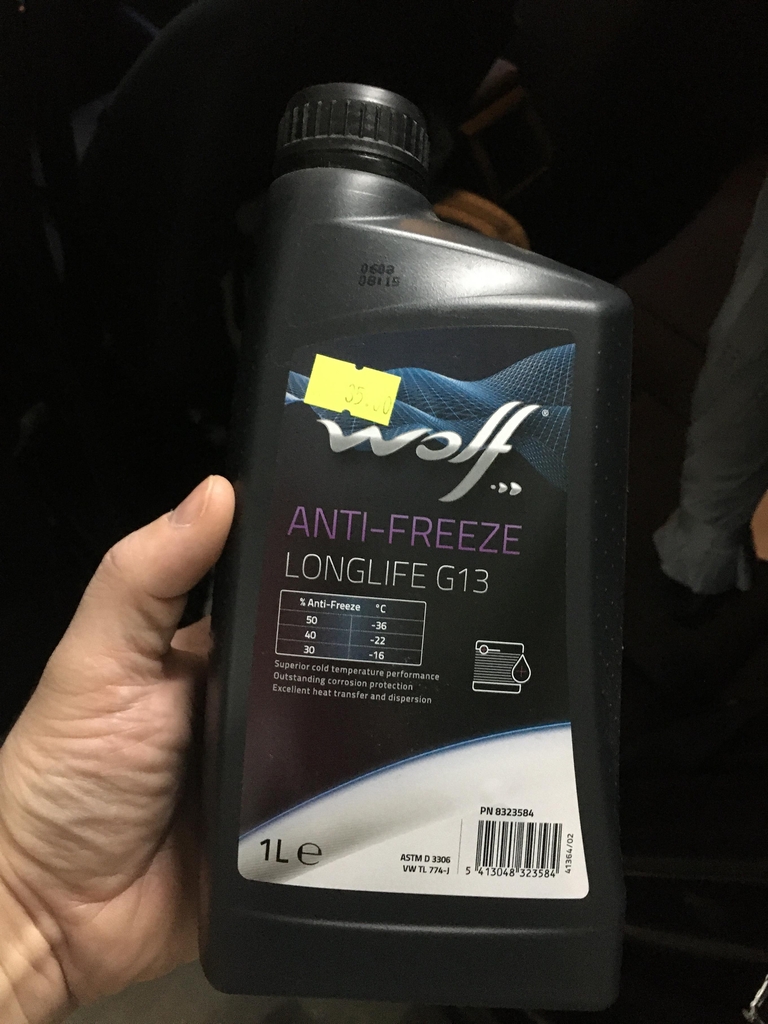 35.00
wolf®
ANTI-FREEZE
LONGLIFE G13
% Anti-Freeze °C
50 -36
40 -22
30 -16
Superior cold temperature performance
Outstanding corrosion protection
Excellent heat transfer and dispersion
PN 8323584
1L ℮
ASTM D 3306
VW TL 774-J
5 413048 323584
41364/02